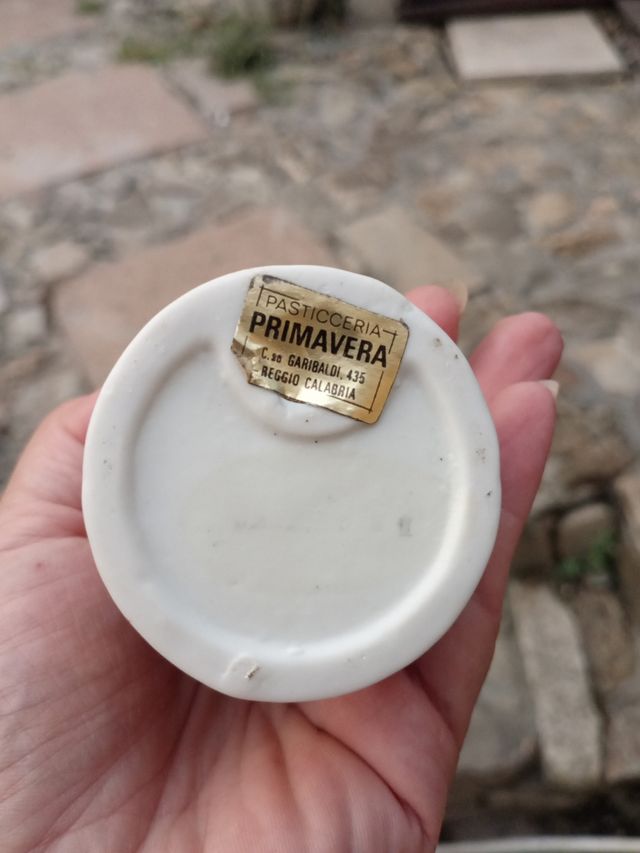 PASTICCERIA
PRIMAVERA
C.so GARIBALDI, 435
REGGIO CALABRIA